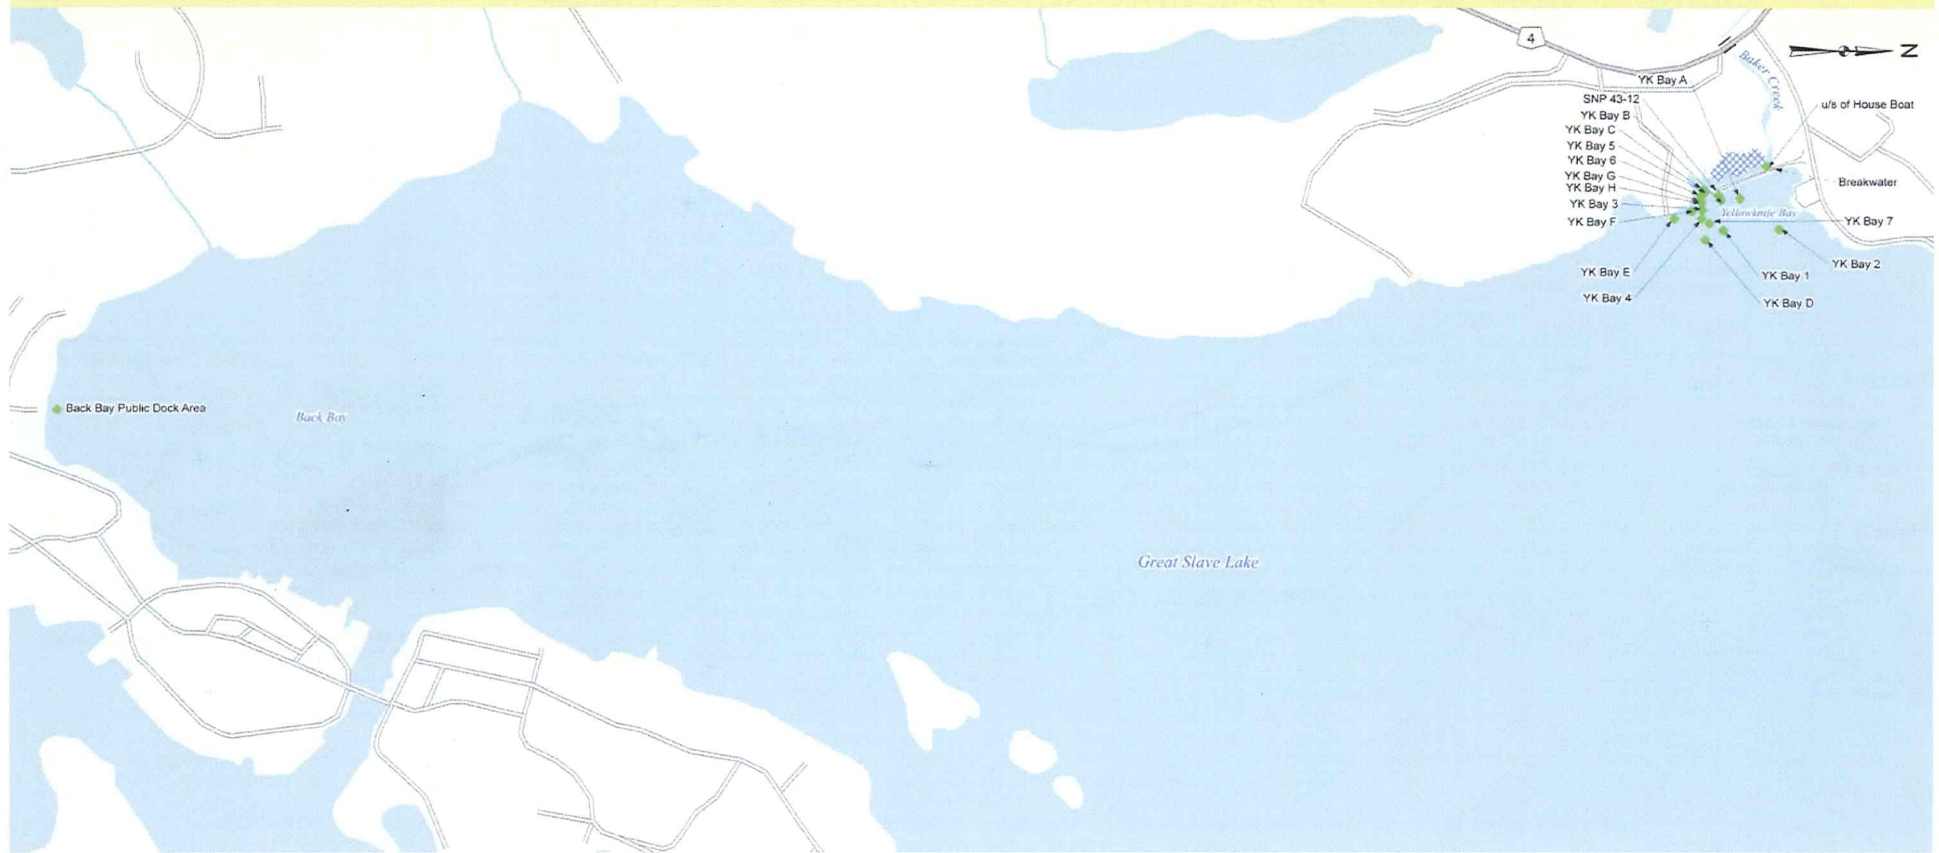 4
N
Baker Creek
YK Bay A
SNP 43-12
u/s of House Boat
YK Bay B
YK Bay C
YK Bay 5
YK Bay 6
YK Bay G
YK Bay H
Breakwater
YK Bay 3
Yellowknife Bay
YK Bay F
YK Bay 7
YK Bay E
YK Bay 1
YK Bay 2
YK Bay 4
YK Bay D
Back Bay Public Dock Area
Back Bay
Great Slave Lake